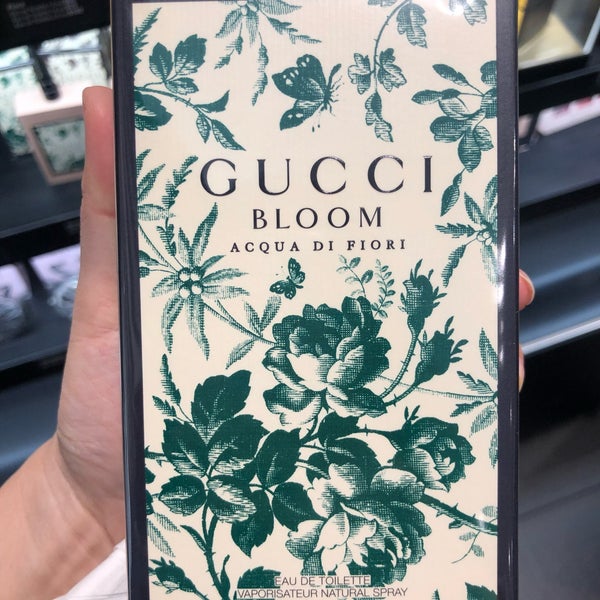 GUCCI
BLOOM
ACQUA DI FIORI
EAU DE TOILETTE
VAPORISATEUR NATURAL SPRAY